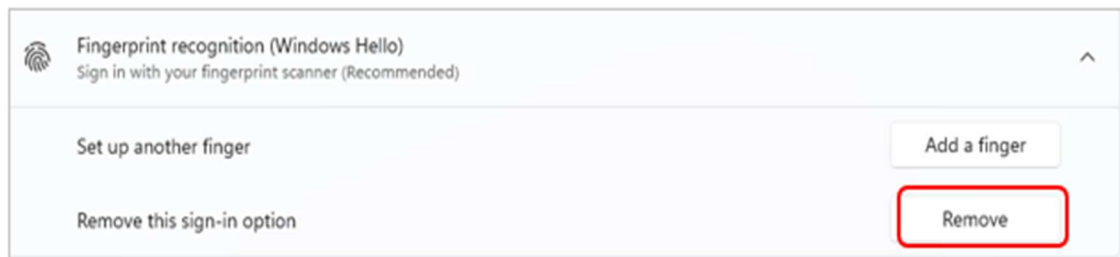 Fingerprint recognition (Windows Hello)
Sign in with your fingerprint scanner (Recommended)
Set up another finger
Add a finger
Remove this sign-in option
Remove